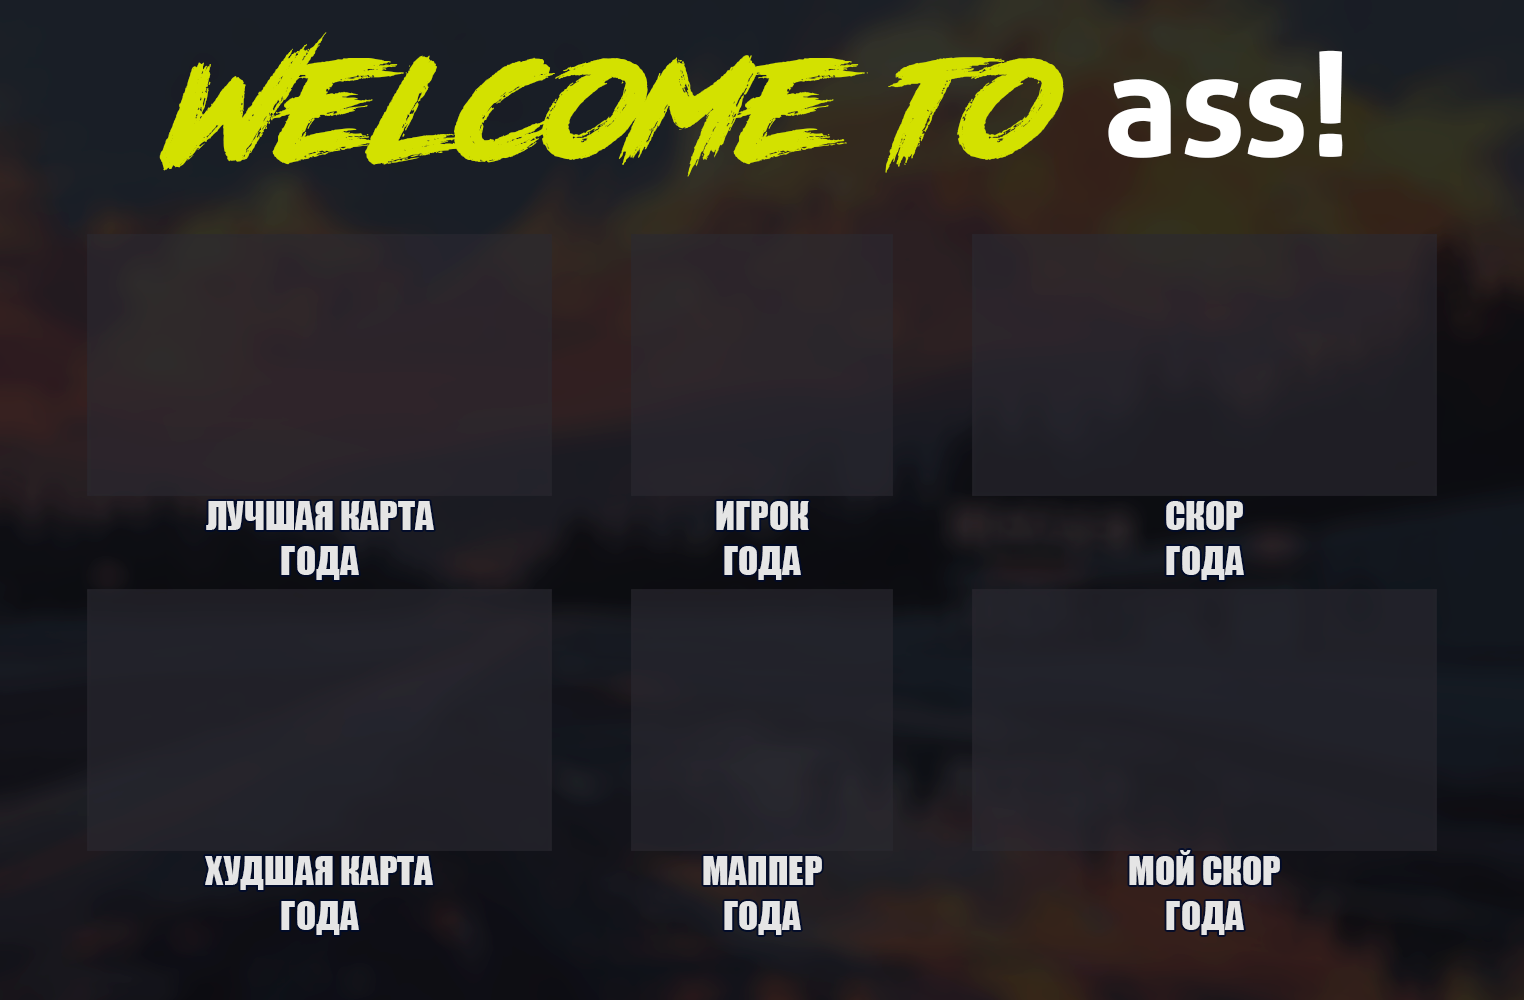 WELCOME TO ass!
ЛУЧШАЯ КАРТА
ГОДА
ИГРОК
ГОДА
СКОР
ГОДА
ХУДШАЯ КАРТА
ГОДА
МАППЕР
ГОДА
МОЙ СКОР
ГОДА